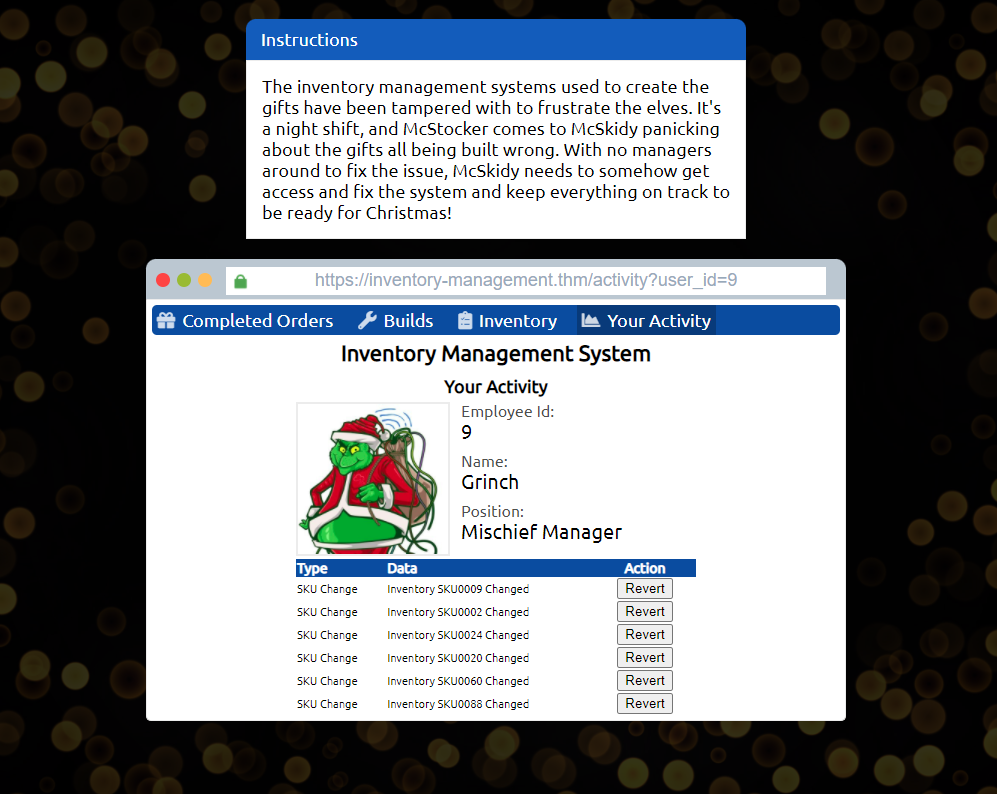 Instructions
The inventory management systems used to create the
gifts have been tampered with to frustrate the elves. It's
a night shift, and McStocker comes to McSkidy panicking
about the gifts all being built wrong. With no managers
around to fix the issue, McSkidy needs to somehow get
access and fix the system and keep everything on track to
be ready for Christmas!
https://inventory-management.thm/activity?user_id=9
Completed Orders Builds Inventory Your Activity
Inventory Management System
Your Activity
Employee Id:
9
Name:
Grinch
Position:
Mischief Manager
Type Data Action
SKU Change Inventory SKU0009 Changed Revert
SKU Change Inventory SKU0002 Changed Revert
SKU Change Inventory SKU0024 Changed Revert
SKU Change Inventory SKU0020 Changed Revert
SKU Change Inventory SKU0060 Changed Revert
SKU Change Inventory SKU0088 Changed Revert